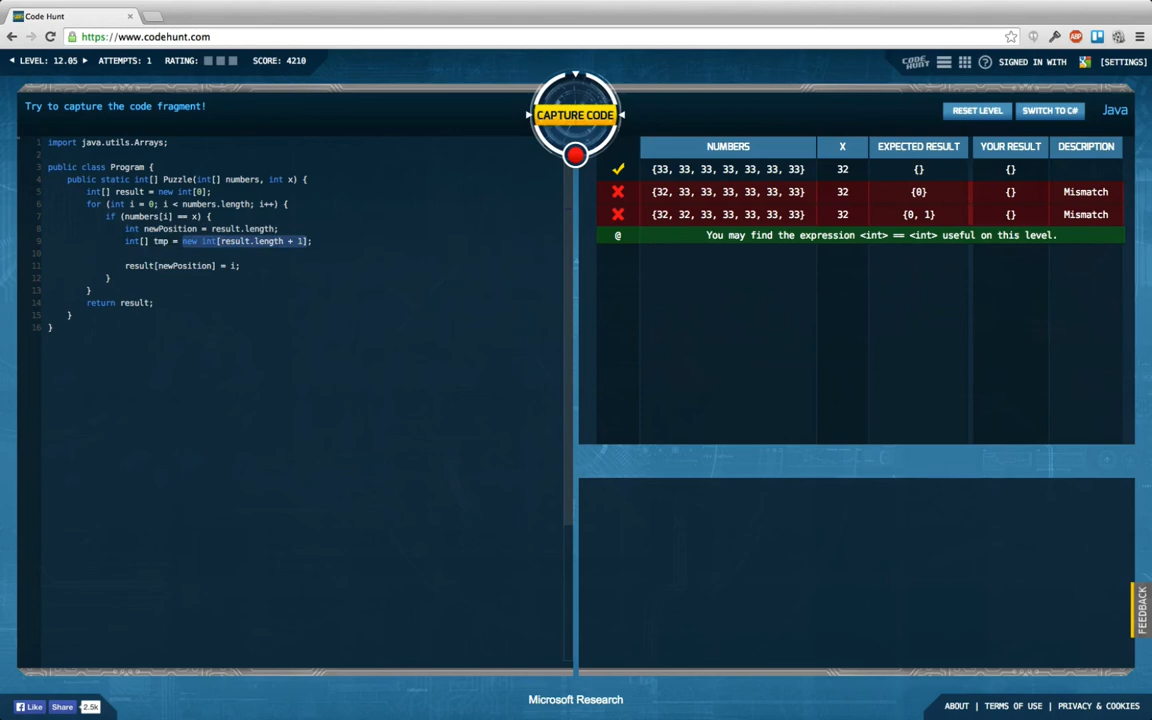 Code Hunt
https://www.codehunt.com
LEVEL: 12.05 ATTEMPTS: 1 RATING: SCORE: 4210
CODE HUNT
SIGNED IN WITH [SETTINGS]
Try to capture the code fragment!
CAPTURE CODE
RESET LEVEL SWITCH TO C# Java
1 import java.utils.Arrays;
2
3 public class Program {
4 public static int[] Puzzle(int[] numbers, int x) {
5 int[] result = new int[0];
6 for (int i = 0; i < numbers.length; i++) {
7 if (numbers[i] == x) {
8 int newPosition = result.length;
9 int[] tmp = new int[result.length + 1];
10
11 result[newPosition] = i;
12 }
13 }
14 return result;
15 }
16 }
NUMBERS X EXPECTED RESULT YOUR RESULT DESCRIPTION
{33, 33, 33, 33, 33, 33, 33} 32 {} {}
{32, 33, 33, 33, 33, 33, 33} 32 {0} {} Mismatch
{32, 32, 33, 33, 33, 33, 33} 32 {0, 1} {} Mismatch
@ You may find the expression <int> == <int> useful on this level.
FEEDBACK
Like Share 2.5k
Microsoft Research
ABOUT | TERMS OF USE | PRIVACY & COOKIES